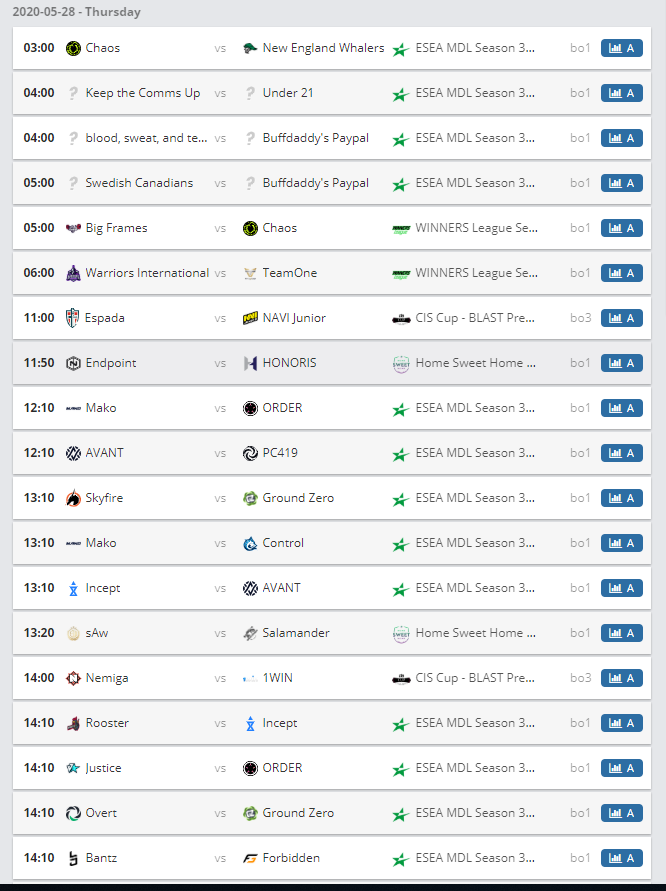 2020-05-28 - Thursday
03:00 Chaos vs New England Whalers ESEA MDL Season 3... bo1 A
04:00 ? Keep the Comms Up vs ? Under 21 ESEA MDL Season 3... bo1 A
04:00 ? blood, sweat, and te... vs ? Buffdaddy's Paypal ESEA MDL Season 3... bo1 A
05:00 ? Swedish Canadians vs ? Buffdaddy's Paypal ESEA MDL Season 3... bo1 A
05:00 Big Frames vs Chaos WINNERS League Se... bo1 A
06:00 Warriors International vs TeamOne WINNERS League Se... bo1 A
11:00 Espada vs NAVI Junior CIS Cup - BLAST Pre... bo3 A
11:50 Endpoint vs HONORIS Home Sweet Home ... bo1 A
12:10 Mako vs ORDER ESEA MDL Season 3... bo1 A
12:10 AVANT vs PC419 ESEA MDL Season 3... bo1 A
13:10 Skyfire vs Ground Zero ESEA MDL Season 3... bo1 A
13:10 Mako vs Control ESEA MDL Season 3... bo1 A
13:10 Incept vs AVANT ESEA MDL Season 3... bo1 A
13:20 sAw vs Salamander Home Sweet Home ... bo1 A
14:00 Nemiga vs 1WIN CIS Cup - BLAST Pre... bo3 A
14:10 Rooster vs Incept ESEA MDL Season 3... bo1 A
14:10 Justice vs ORDER ESEA MDL Season 3... bo1 A
14:10 Overt vs Ground Zero ESEA MDL Season 3... bo1 A
14:10 Bantz vs Forbidden ESEA MDL Season 3... bo1 A